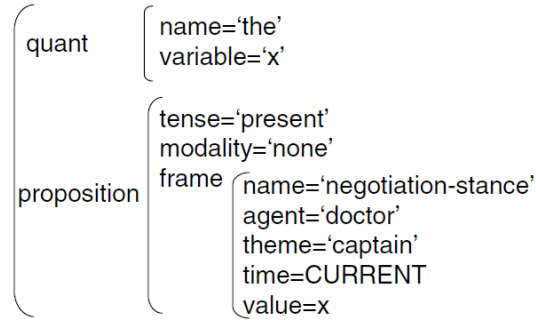 quant
name=‘the’
variable=‘x’
proposition
tense=‘present’
modality=‘none’
frame
name=‘negotiation-stance’
agent=‘doctor’
theme=‘captain’
time=CURRENT
value=x